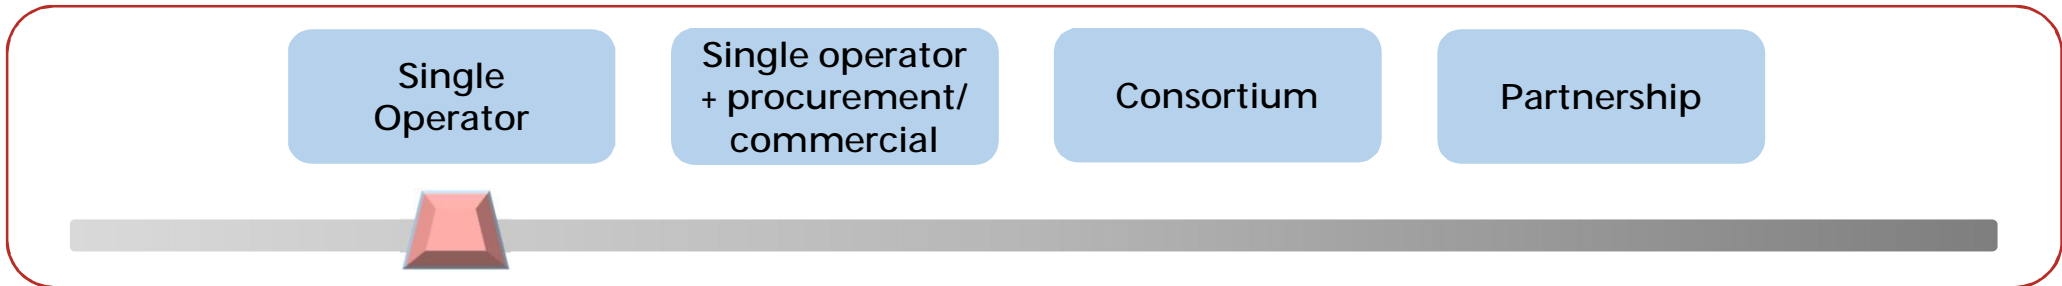 Single
Operator
Single operator
+ procurement/
commercial
Consortium
Partnership